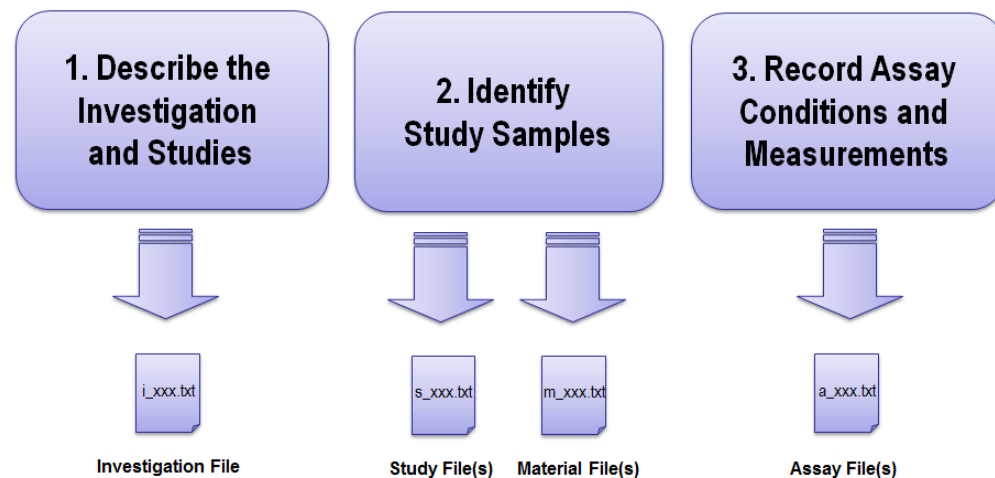 1. Describe the
Investigation
and Studies
2. Identify
Study Samples
3. Record Assay
Conditions and
Measurements
i_xxx.txt
s_xxx.txt
m_xxx.txt
a_xxx.txt
Investigation File
Study File(s)
Material File(s)
Assay File(s)